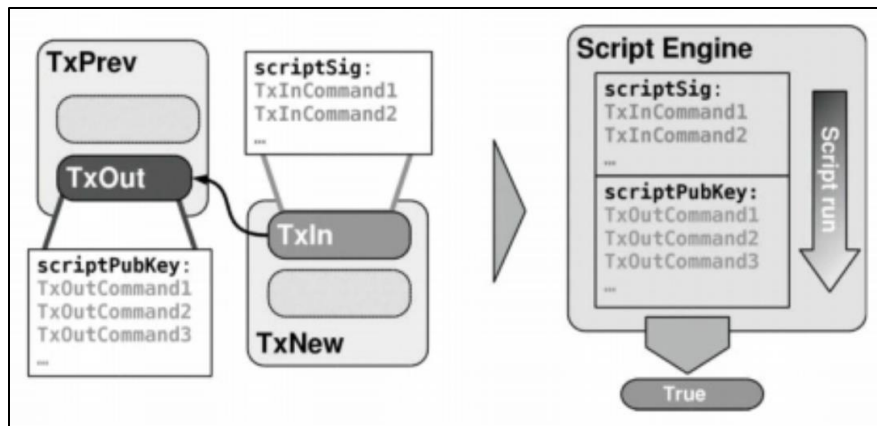 TxPrev
TxOut
scriptPubKey:
TxOutCommand1
TxOutCommand2
TxOutCommand3
…
scriptSig:
TxInCommand1
TxInCommand2
…
TxIn
TxNew
Script Engine
scriptSig:
TxInCommand1
TxInCommand2
…
scriptPubKey:
TxOutCommand1
TxOutCommand2
TxOutCommand3
…
Script run
True